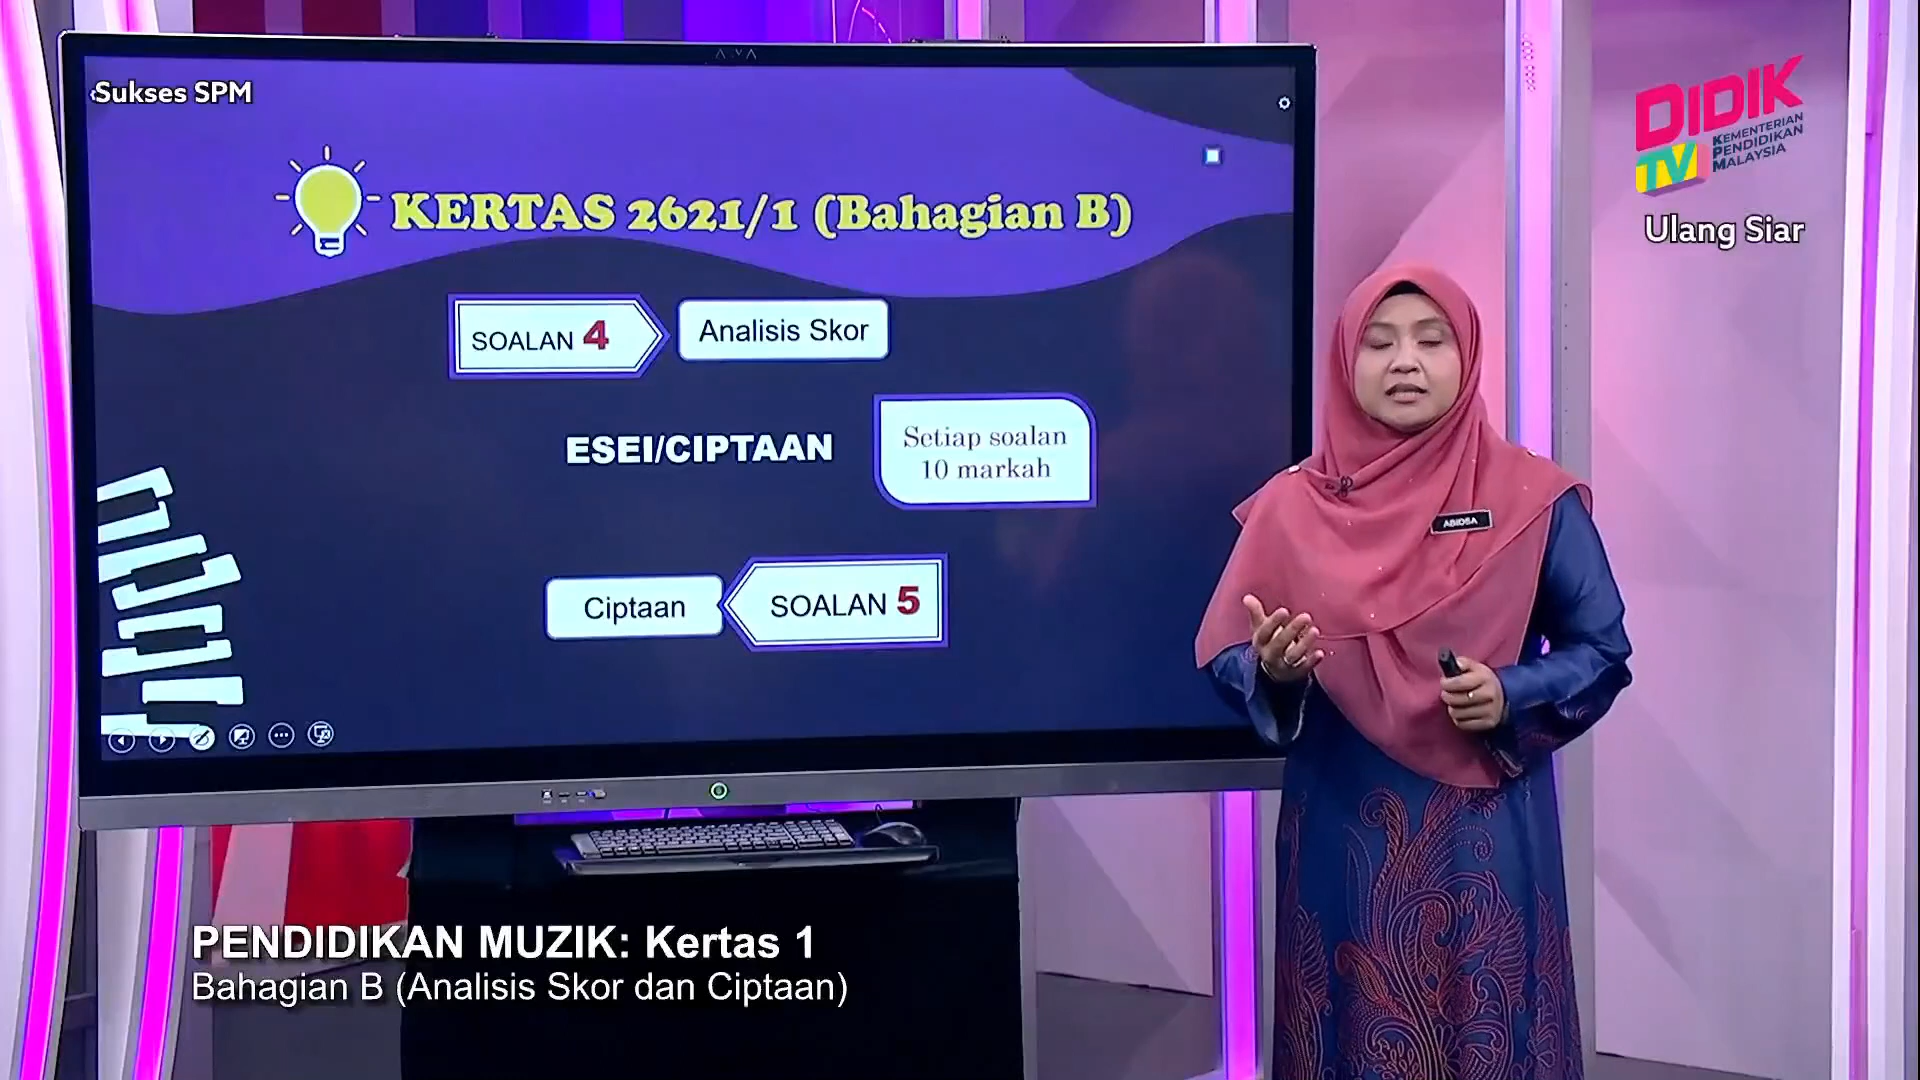 Sukses SPM
KERTAS 2621/1 (Bahagian B)
SOALAN 4
Analisis Skor
ESEI/CIPTAAN
Setiap soalan
10 markah
Ciptaan
SOALAN 5
DIDIK
TV
KEMENTERIAN
PENDIDIKAN
MALAYSIA
Ulang Siar
ABIDSA
PENDIDIKAN MUZIK: Kertas 1
Bahagian B (Analisis Skor dan Ciptaan)